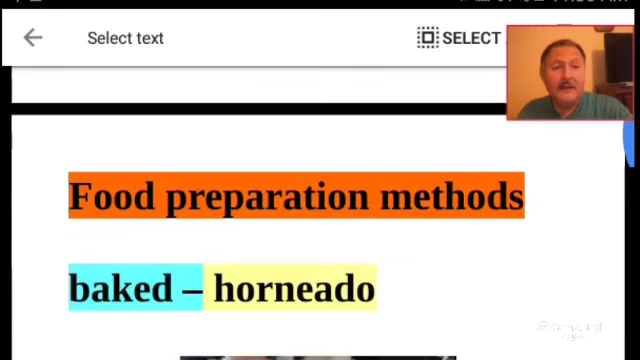 Select text
SELECT
Food preparation methods
baked – horneado